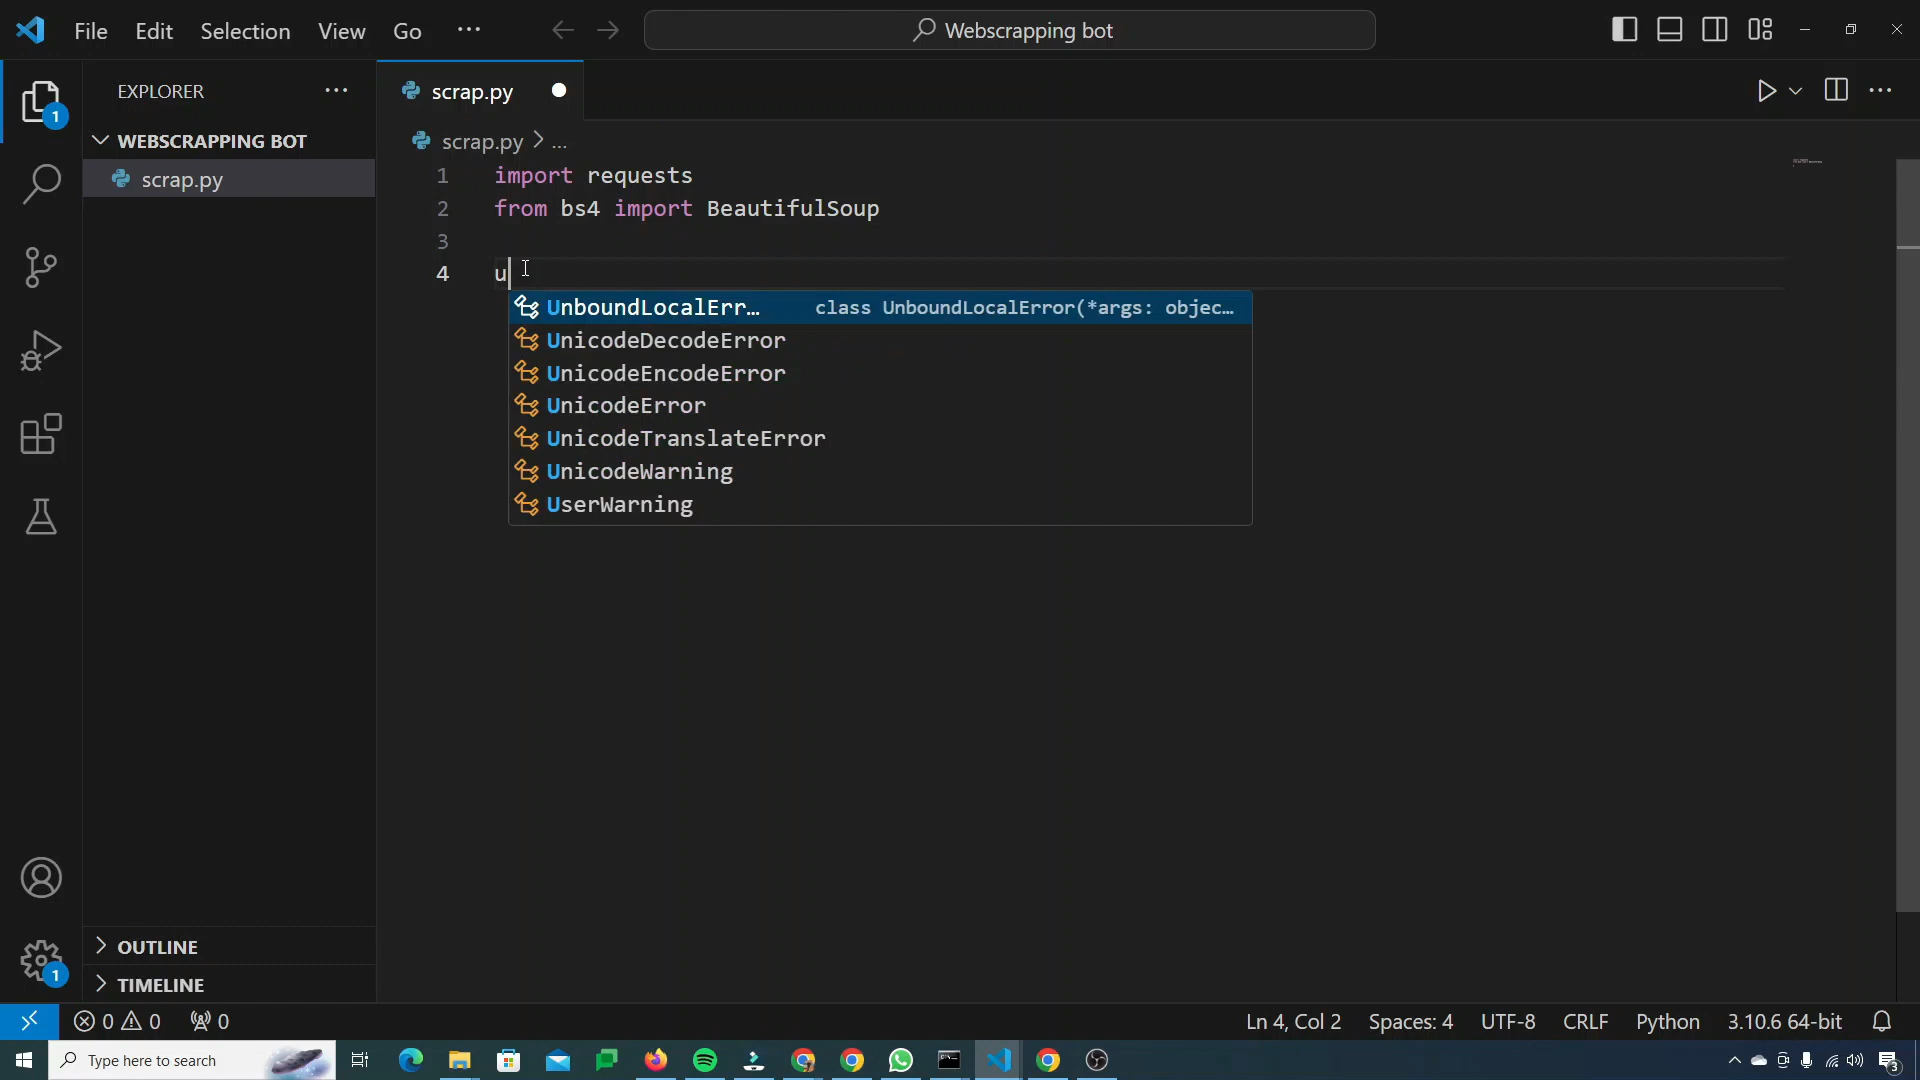 File Edit Selection View Go ... Webscrapping bot
EXPLORER ...
WEBSCRAPPING BOT
scrap.py
scrap.py
scrap.py > ...
1 import requests
2 from bs4 import BeautifulSoup
3
4 u
UnboundLocalErr... class UnboundLocalError(*args: objec...
UnicodeDecodeError
UnicodeEncodeError
UnicodeError
UnicodeTranslateError
UnicodeWarning
UserWarning
1
1
OUTLINE
TIMELINE
0 0 0 Ln 4, Col 2 Spaces: 4 UTF-8 CRLF Python 3.10.6 64-bit
Type here to search 3